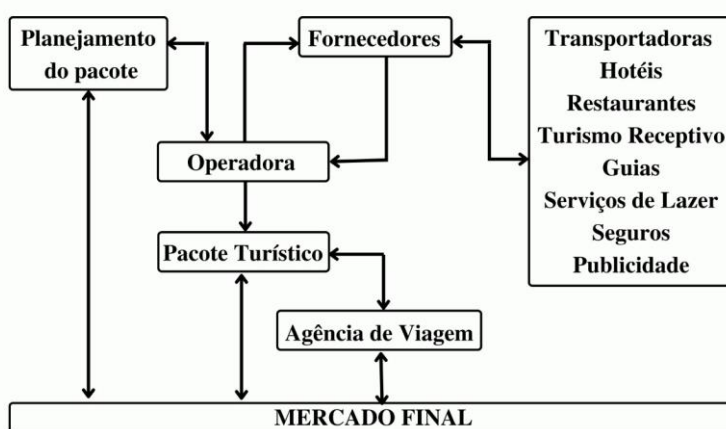 Planejamento
do pacote
Fornecedores
Transportadoras
Hotéis
Restaurantes
Turismo Receptivo
Guias
Serviços de Lazer
Seguros
Publicidade
Operadora
Pacote Turístico
Agência de Viagem
MERCADO FINAL